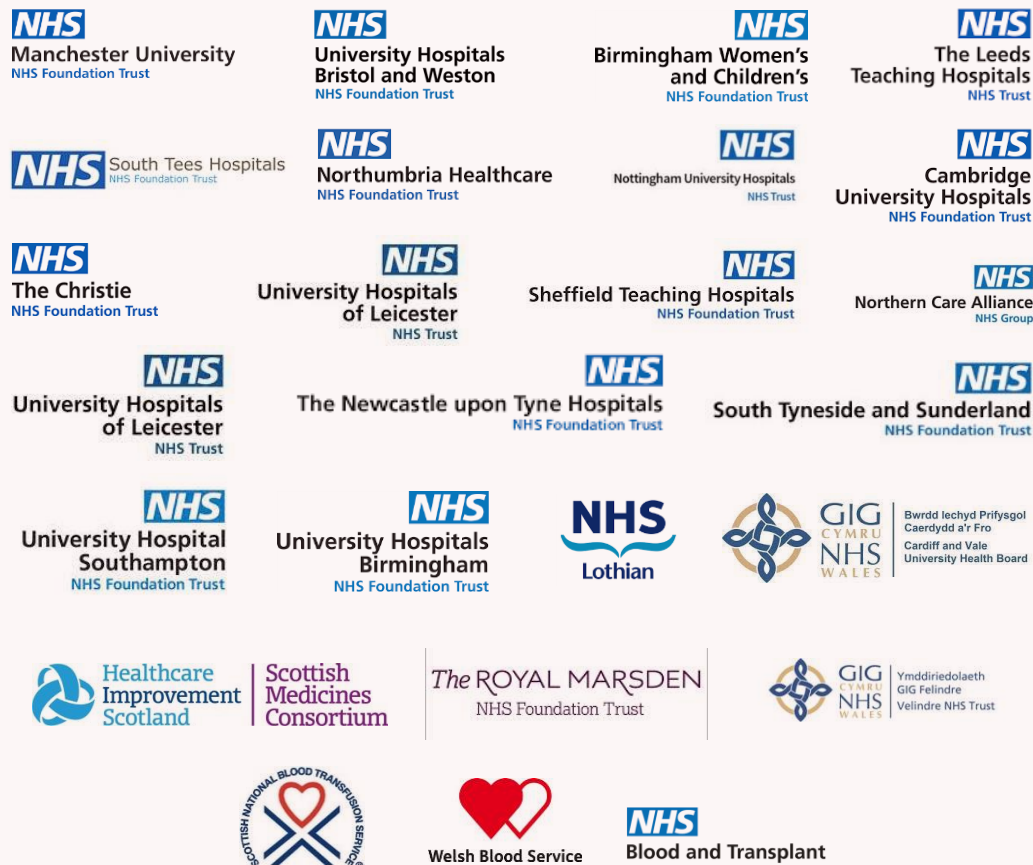 NHS
Manchester University
NHS Foundation Trust
NHS
University Hospitals
Bristol and Weston
NHS Foundation Trust
NHS
Birmingham Women's
and Children's
NHS Foundation Trust
NHS
The Leeds
Teaching Hospitals
NHS Trust
NHS
South Tees Hospitals
NHS Foundation Trust
NHS
Northumbria Healthcare
NHS Foundation Trust
NHS
Nottingham University Hospitals
NHS Trust
NHS
Cambridge
University Hospitals
NHS Foundation Trust
NHS
The Christie
NHS Foundation Trust
NHS
University Hospitals
of Leicester
NHS Trust
NHS
Sheffield Teaching Hospitals
NHS Foundation Trust
NHS
Northern Care Alliance
NHS Group
NHS
University Hospitals
of Leicester
NHS Trust
NHS
The Newcastle upon Tyne Hospitals
NHS Foundation Trust
NHS
South Tyneside and Sunderland
NHS Foundation Trust
NHS
University Hospital
Southampton
NHS Foundation Trust
NHS
University Hospitals
Birmingham
NHS Foundation Trust
NHS
Lothian
GIG
CYMRU
NHS
WALES
Bwrdd Iechyd Prifysgol
Caerdydd a'r Fro
Cardiff and Vale
University Health Board
Healthcare
Improvement
Scotland
Scottish
Medicines
Consortium
The ROYAL MARSDEN
NHS Foundation Trust
GIG
CYMRU
NHS
WALES
Ymddiriedolaeth
GIG Felindre
Velindre NHS Trust
SCOTTISH NATIONAL BLOOD TRANSFUSION SERVICE
Welsh Blood Service
NHS
Blood and Transplant